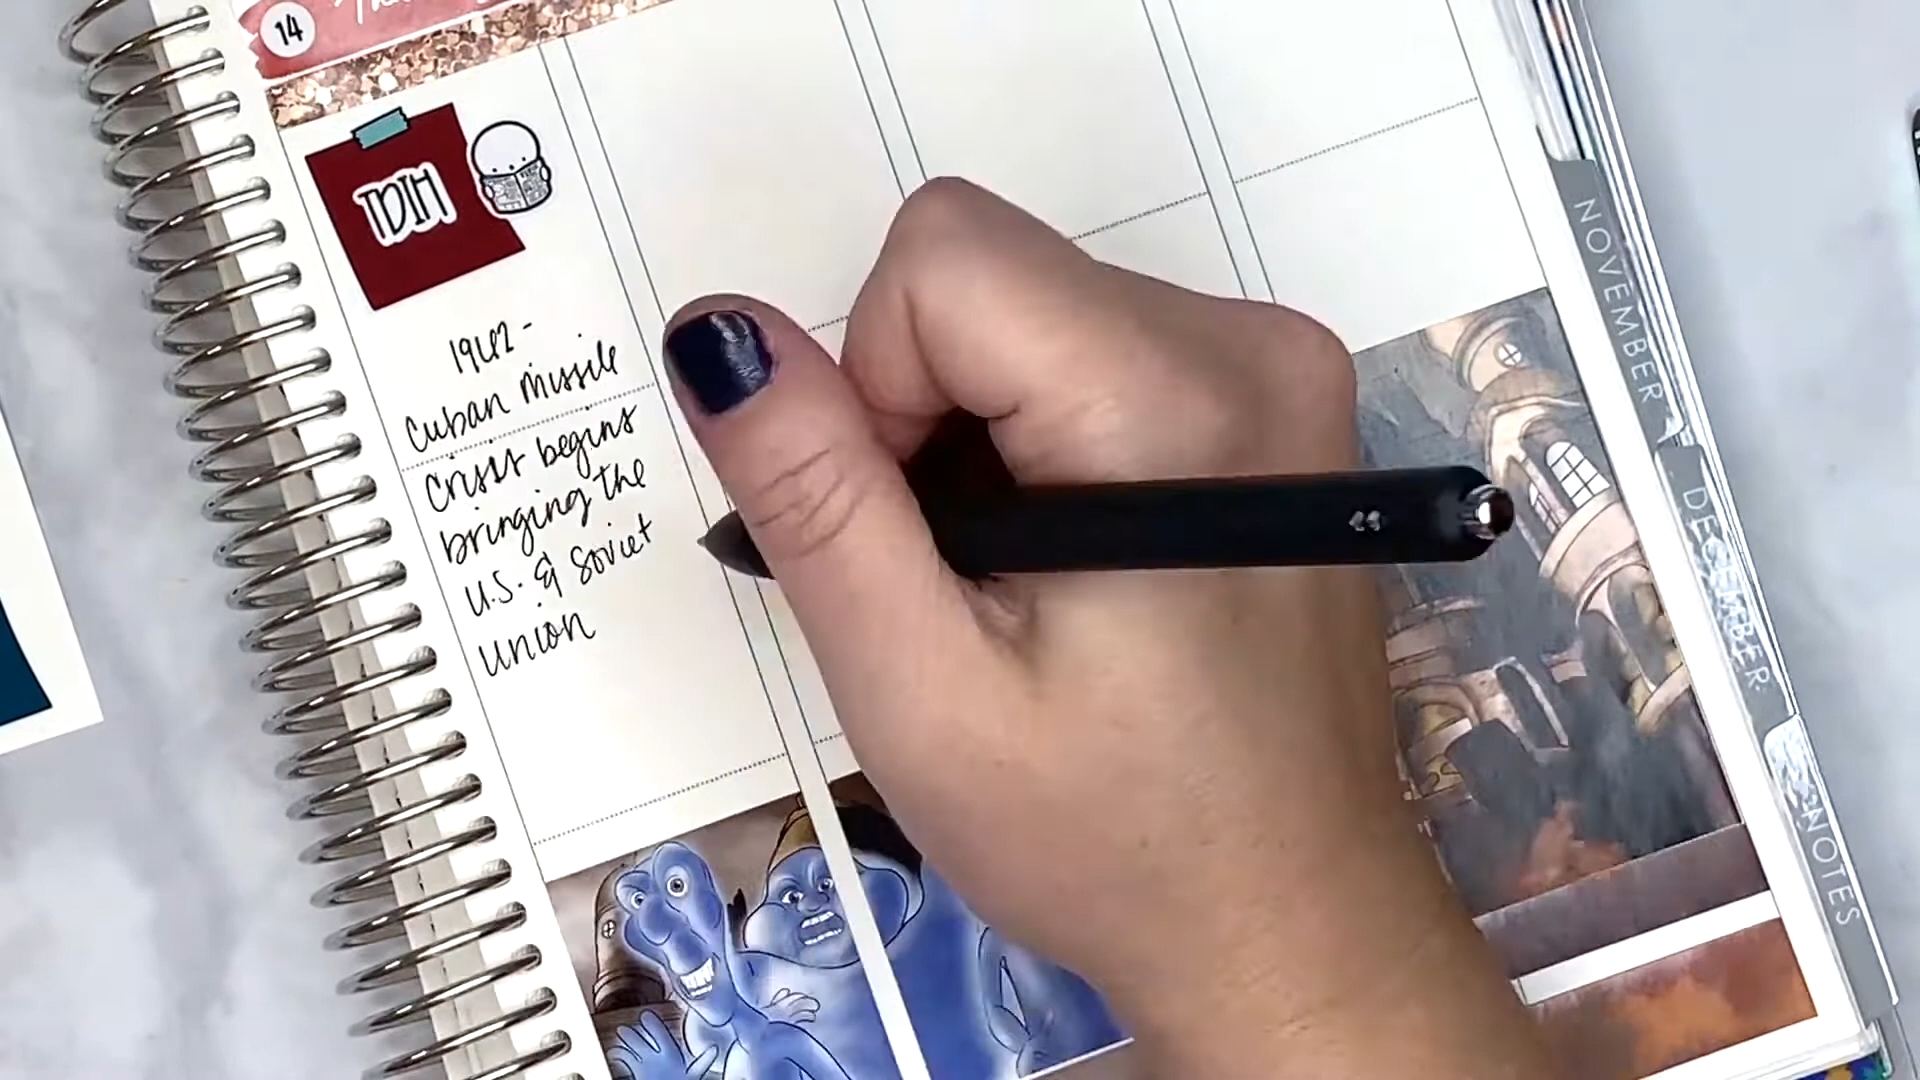 14
TDIH
1962-
Cuban Missile
Crisis begins
bringing the
U.S. & Soviet
Union
NOVEMBER
DECEMBER
NOTES